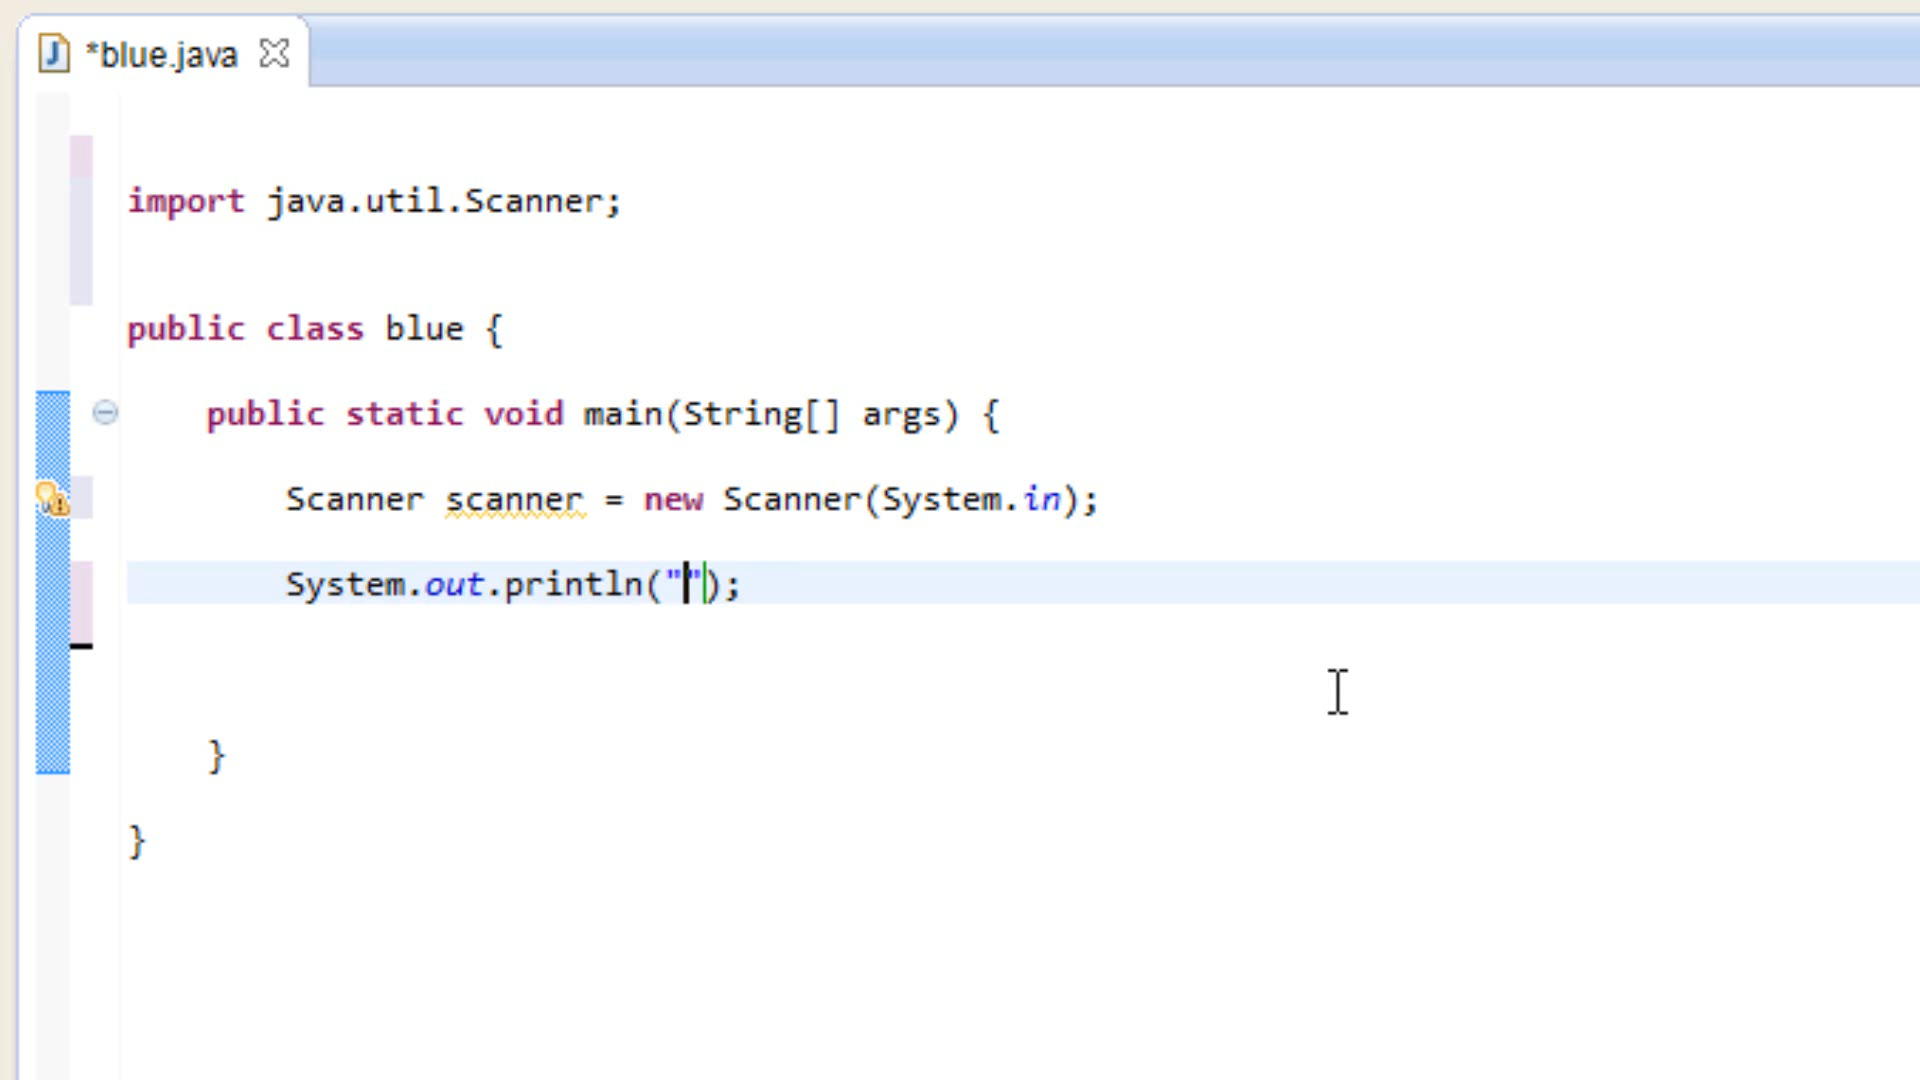 *blue.java
import java.util.Scanner;
public class blue {
public static void main(String[] args) {
Scanner scanner = new Scanner(System.in);
System.out.println("");
}
}